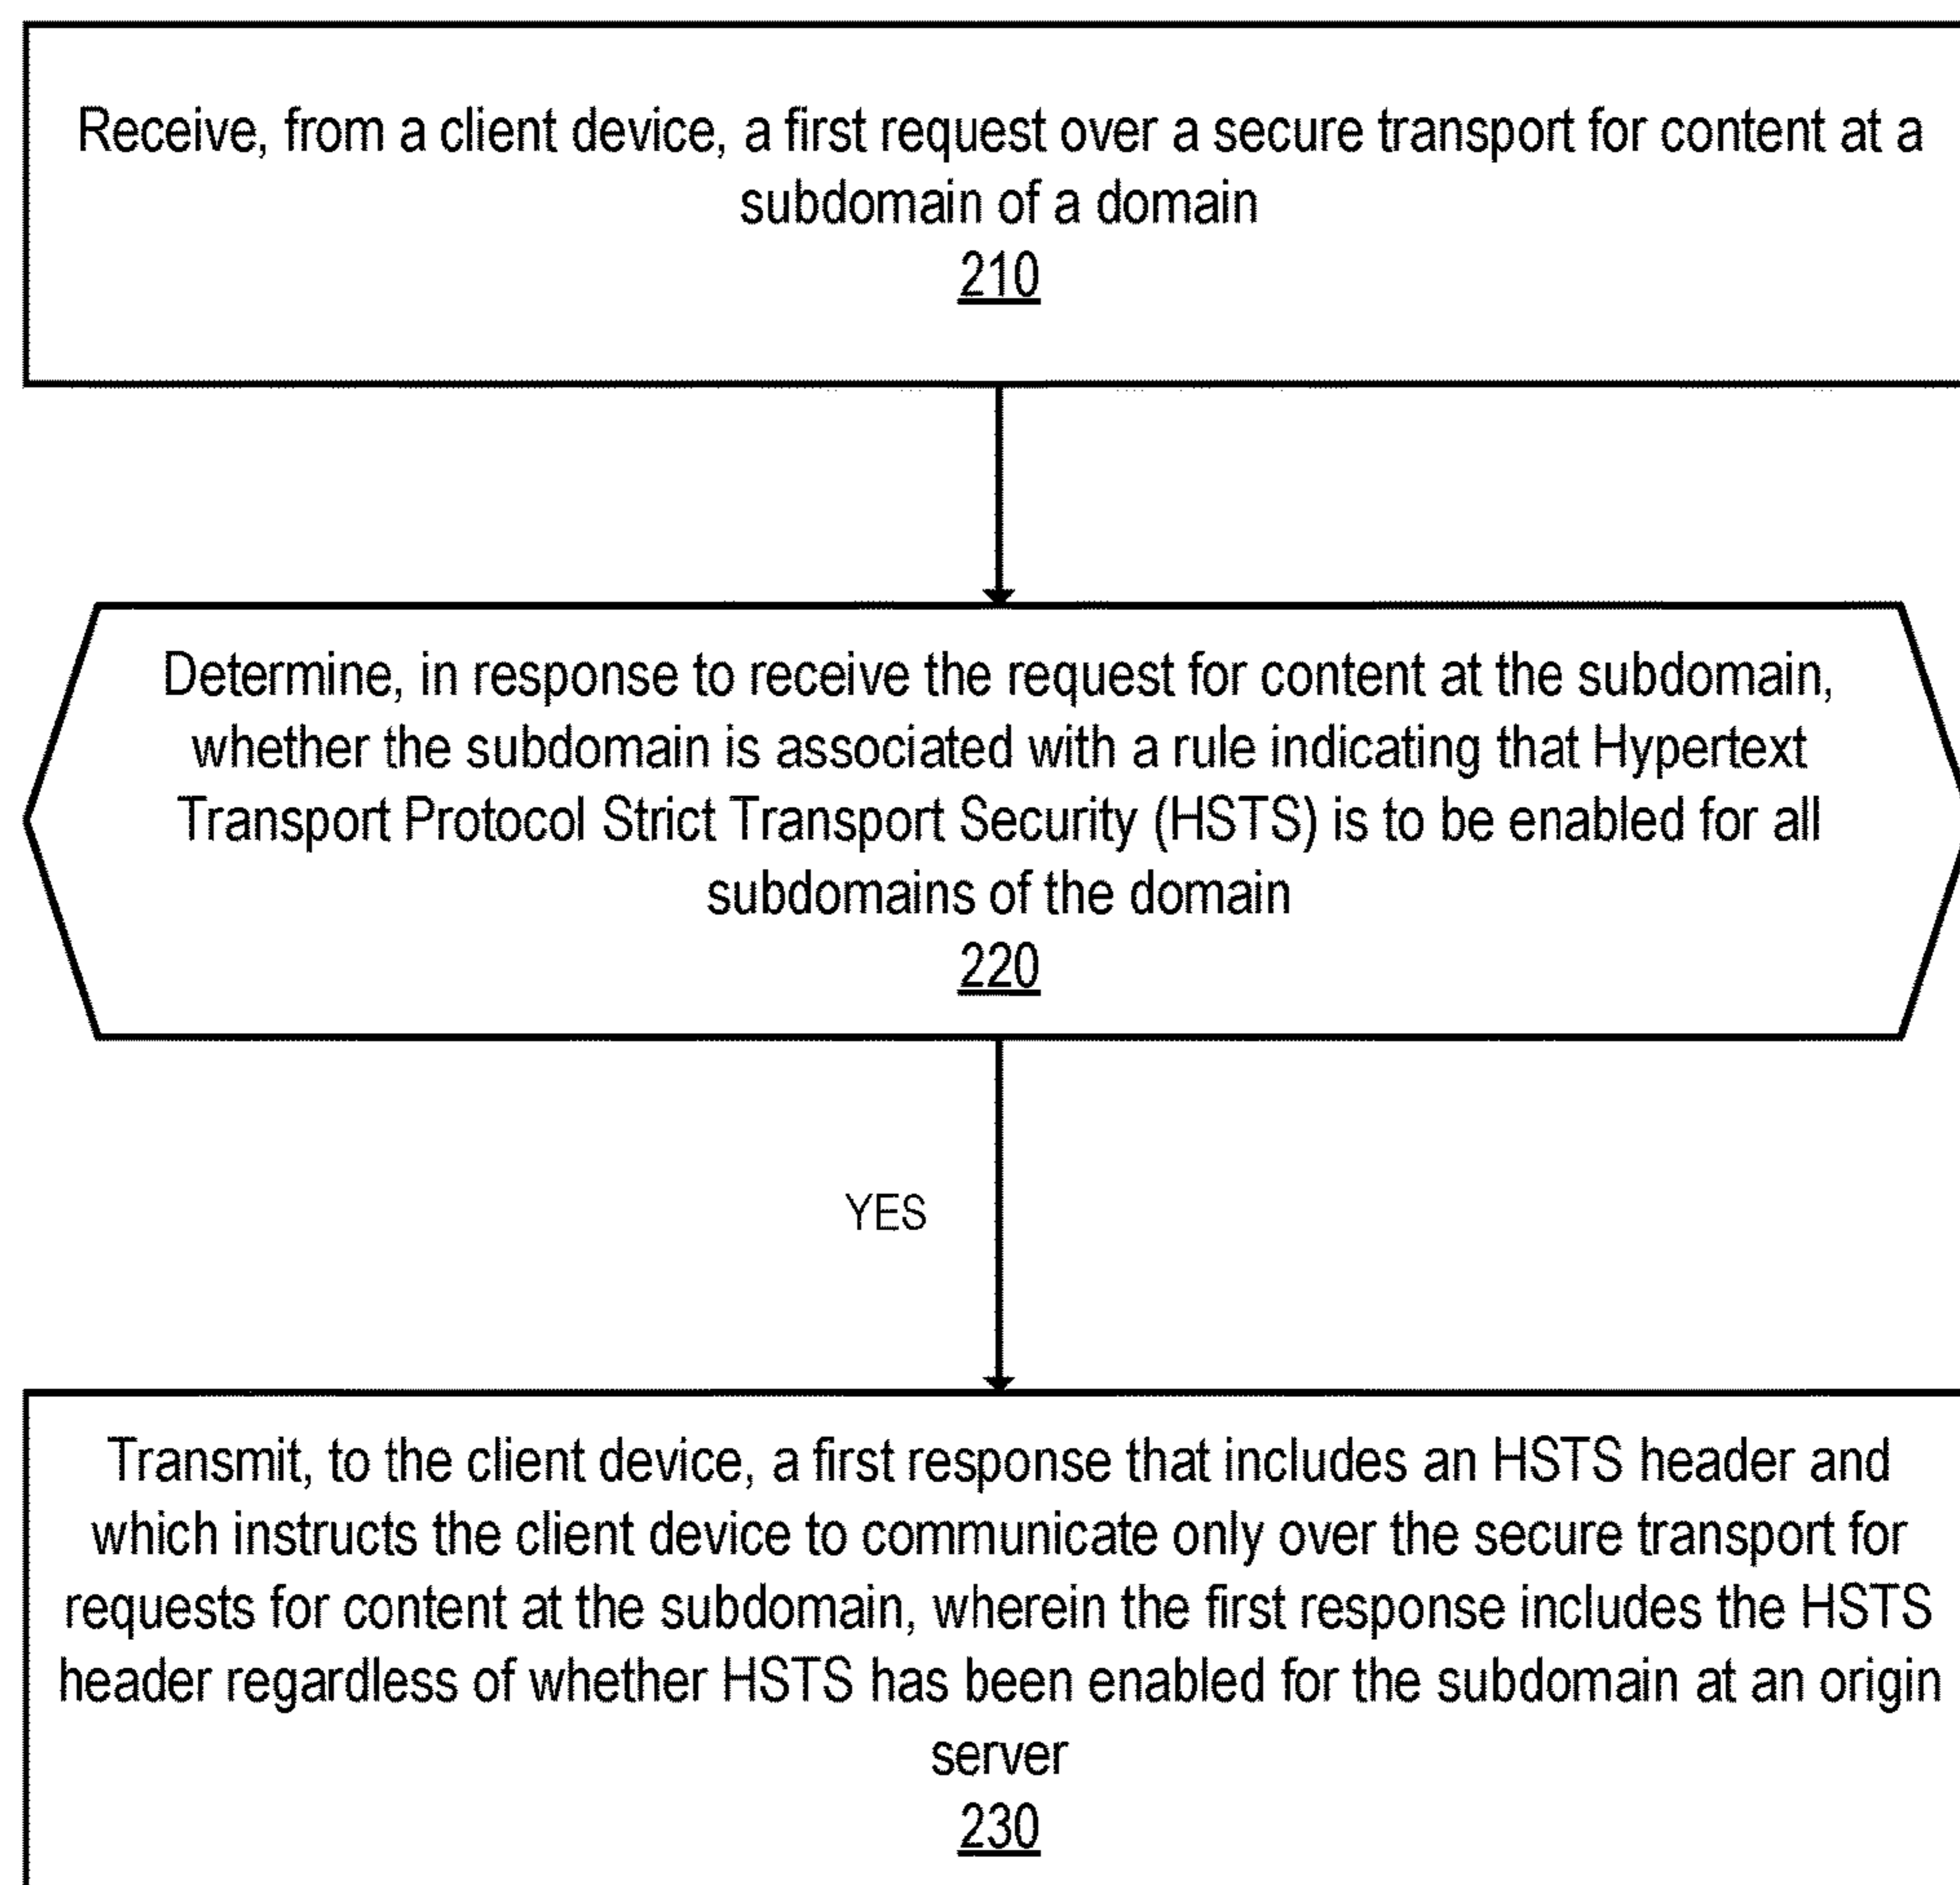 Receive, from a client device, a first request over a secure transport for content at a
subdomain of a domain
210
Determine, in response to receive the request for content at the subdomain,
whether the subdomain is associated with a rule indicating that Hypertext
Transport Protocol Strict Transport Security (HSTS) is to be enabled for all
subdomains of the domain
220
YES
Transmit, to the client device, a first response that includes an HSTS header and
which instructs the client device to communicate only over the secure transport for
requests for content at the subdomain, wherein the first response includes the HSTS
header regardless of whether HSTS has been enabled for the subdomain at an origin
server
230